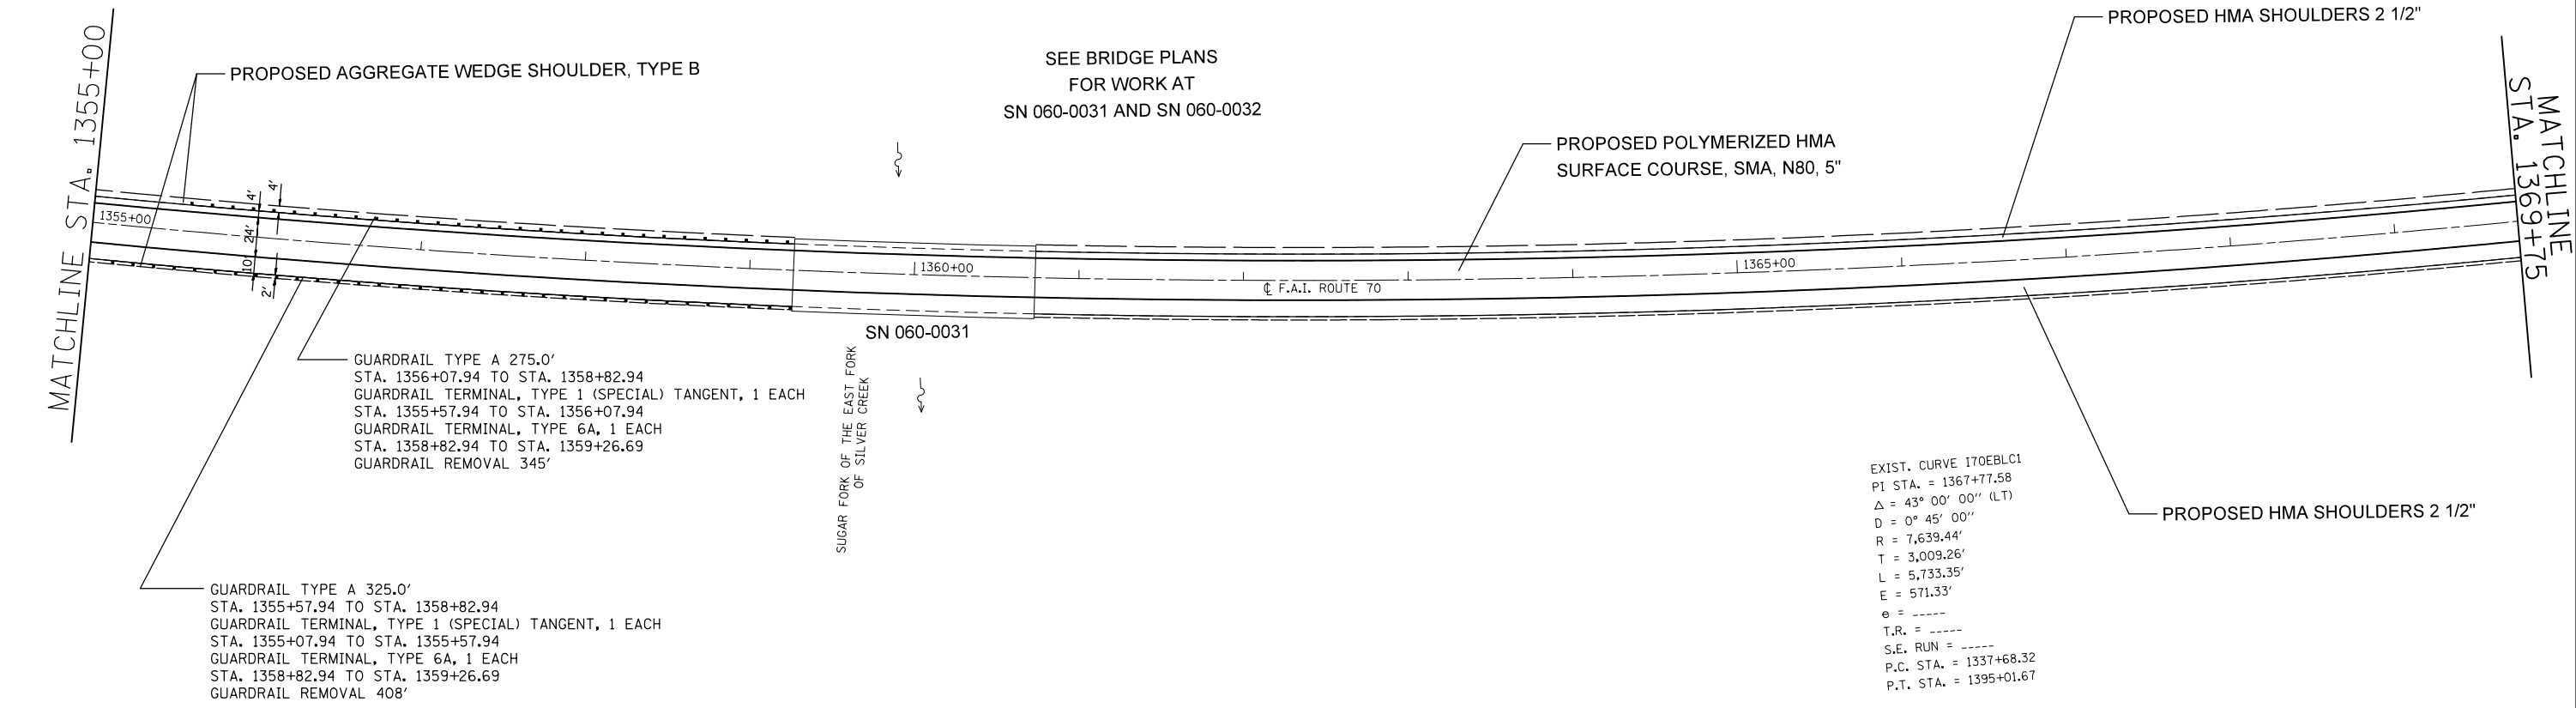 MATCHLINE STA. 1355+00
PROPOSED AGGREGATE WEDGE SHOULDER, TYPE B
SEE BRIDGE PLANS
FOR WORK AT
SN 060-0031 AND SN 060-0032
PROPOSED POLYMERIZED HMA
SURFACE COURSE, SMA, N80, 5"
PROPOSED HMA SHOULDERS 2 1/2"
MATCHLINE
STA. 1369+75
1355+00
4'
4'
24'
10'
2'
1360+00
1365+00
℄ F.A.I. ROUTE 70
SN 060-0031
SUGAR FORK OF THE EAST FORK
OF SILVER CREEK
GUARDRAIL TYPE A 275.0'
STA. 1356+07.94 TO STA. 1358+82.94
GUARDRAIL TERMINAL, TYPE 1 (SPECIAL) TANGENT, 1 EACH
STA. 1355+57.94 TO STA. 1356+07.94
GUARDRAIL TERMINAL, TYPE 6A, 1 EACH
STA. 1358+82.94 TO STA. 1359+26.69
GUARDRAIL REMOVAL 345'
GUARDRAIL TYPE A 325.0'
STA. 1355+57.94 TO STA. 1358+82.94
GUARDRAIL TERMINAL, TYPE 1 (SPECIAL) TANGENT, 1 EACH
STA. 1355+07.94 TO STA. 1355+57.94
GUARDRAIL TERMINAL, TYPE 6A, 1 EACH
STA. 1358+82.94 TO STA. 1359+26.69
GUARDRAIL REMOVAL 408'
EXIST. CURVE I70EBLC1
PI STA. = 1367+77.58
Δ = 43° 00' 00'' (LT)
D = 0° 45' 00''
R = 7,639.44'
T = 3,009.26'
L = 5,733.35'
E = 571.33'
e = -----
T.R. = -----
S.E. RUN = -----
P.C. STA. = 1337+68.32
P.T. STA. = 1395+01.67
PROPOSED HMA SHOULDERS 2 1/2"